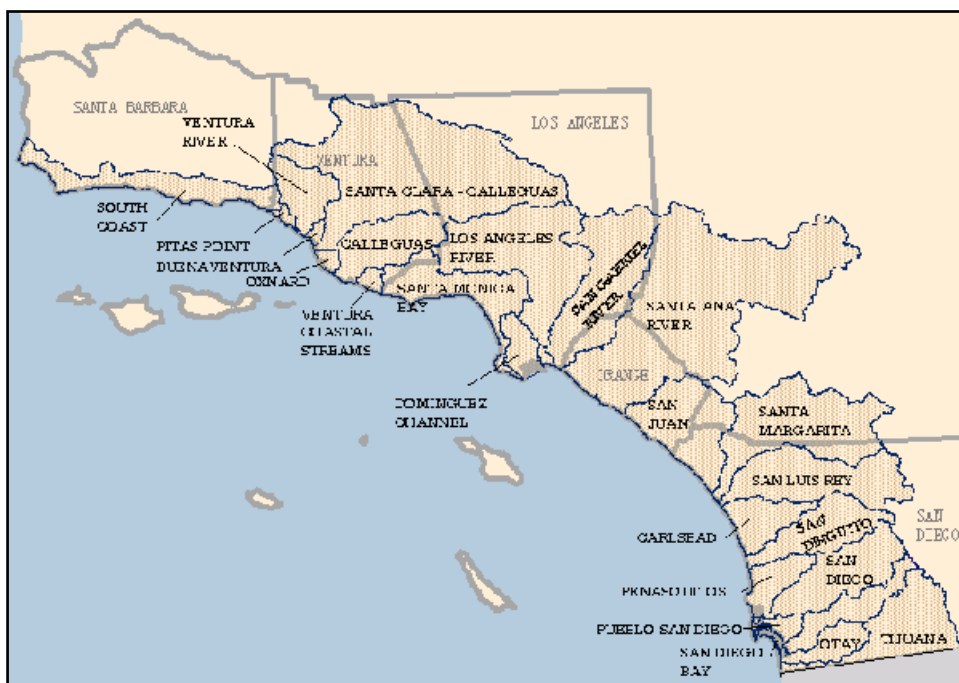 SANTA BARBARA
VENTURA
RIVER
LOS ANGELES
VENTURA
SANTA CLARA - CALLEGUAS
SOUTH
COAST
PITAS POINT
BUENAVENTURA
OXNARD
CALLEGUAS
LOS ANGELES
RIVER
SAN GABRIEL
RIVER
SANTA MONICA
BAY
VENTURA
COASTAL
STREAMS
SANTA ANA
RIVER
ORANGE
DOMINGUEZ
CHANNEL
SAN
JUAN
SANTA
MARGARITA
SAN LUIS REY
SAN
DIEGO
CARLSBAD
SAN
DIEGUITO
SAN
DIEGO
PENASQUITOS
PUEBLO SAN DIEGO
OTAY
TIJUANA
SAN DIEGO
BAY